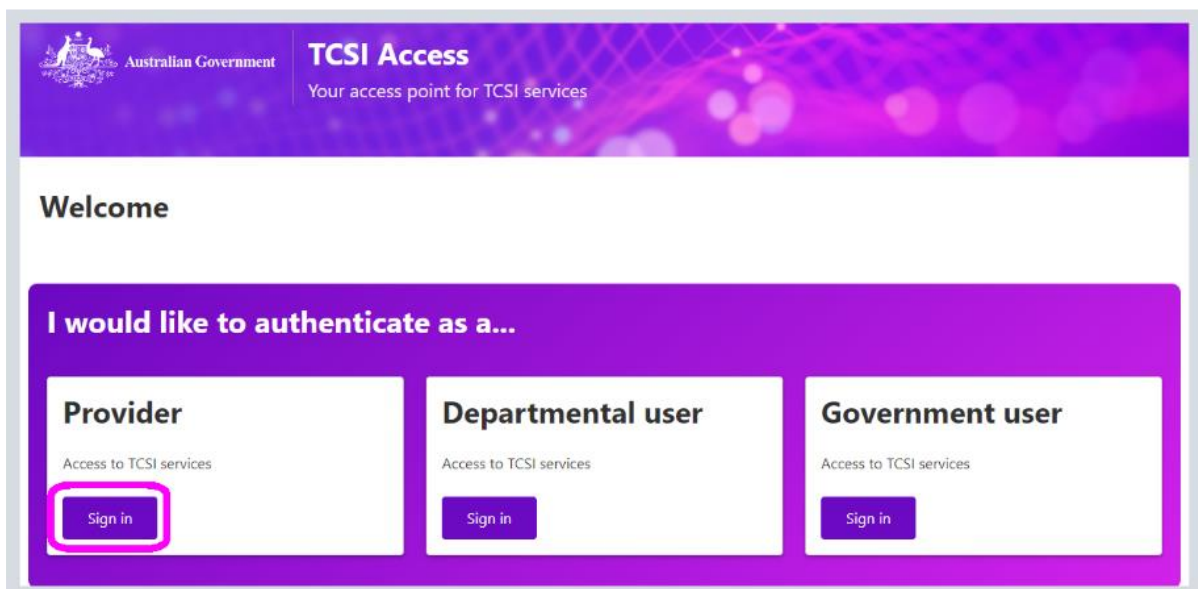 Australian Government
TCSI Access
Your access point for TCSI services
Welcome
I would like to authenticate as a...
Provider
Access to TCSI services
Sign in
Departmental user
Access to TCSI services
Sign in
Government user
Access to TCSI services
Sign in